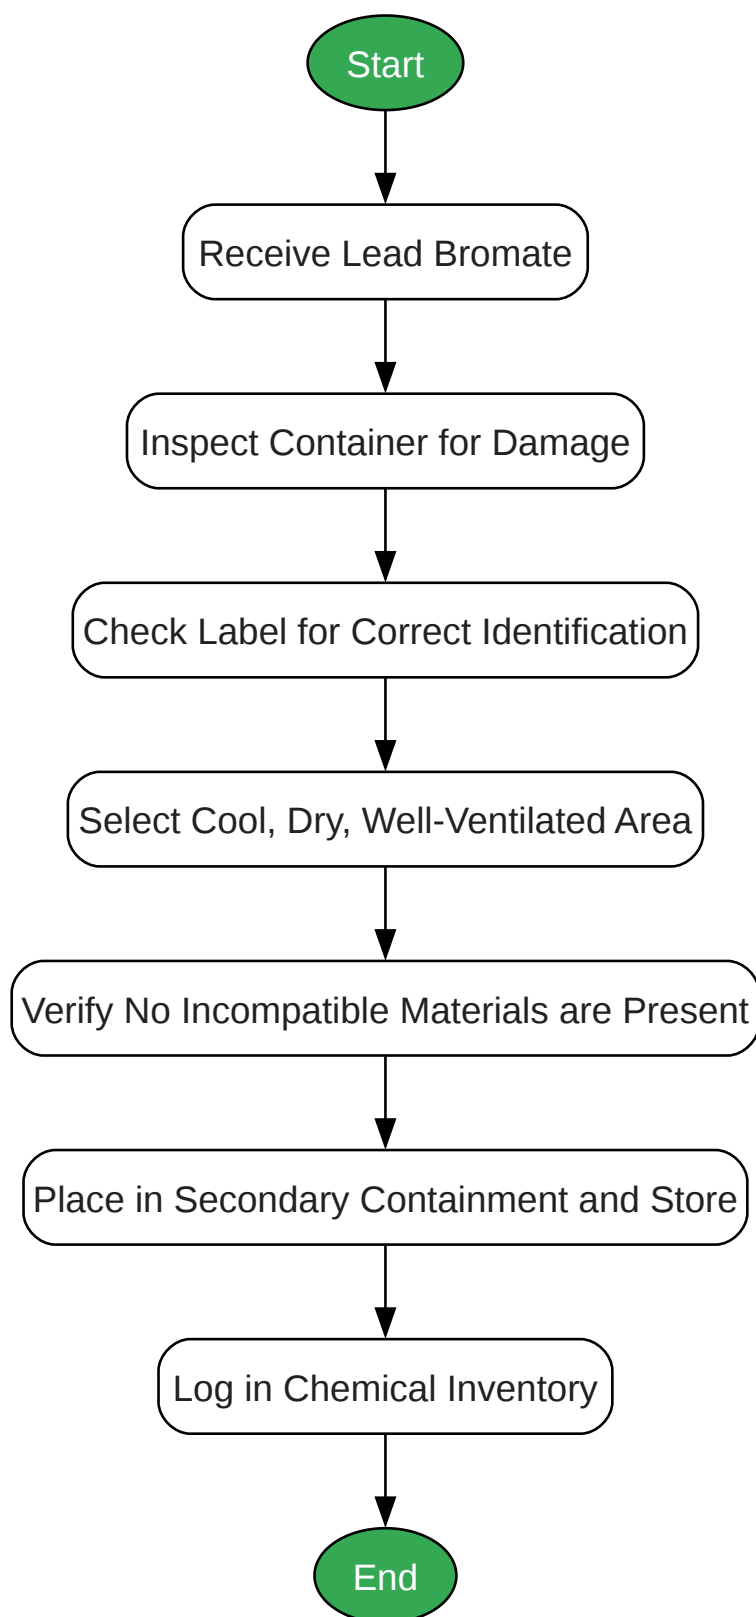 Start
Receive Lead Bromate
Inspect Container for Damage
Check Label for Correct Identification
Select Cool, Dry, Well-Ventilated Area
Verify No Incompatible Materials are Present
Place in Secondary Containment and Store
Log in Chemical Inventory
End